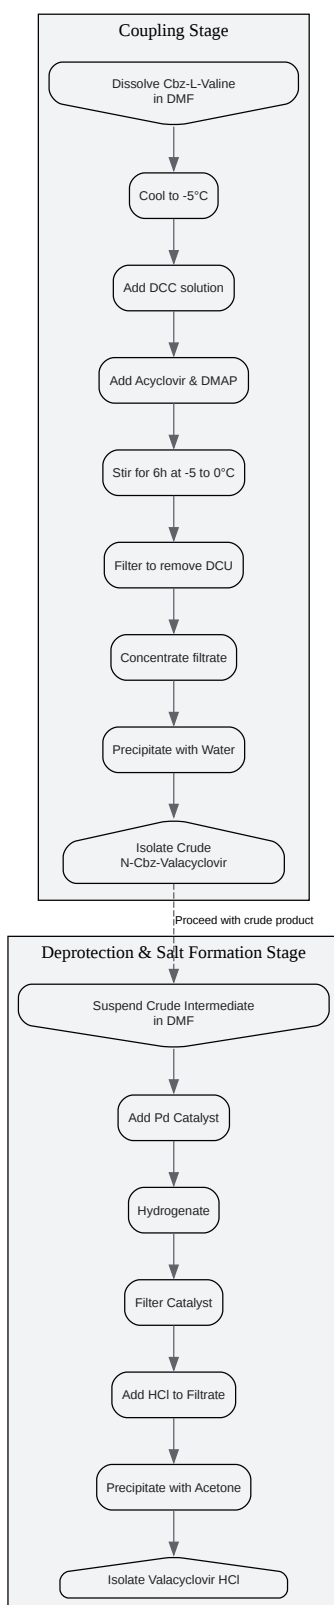 Coupling Stage
Dissolve Cbz-L-Valine
in DMF
Cool to -5°C
Add DCC solution
Add Acyclovir & DMAP
Stir for 6h at -5 to 0°C
Filter to remove DCU
Concentrate filtrate
Precipitate with Water
Isolate Crude
N-Cbz-Valacyclovir
Proceed with crude product
Deprotection & Salt Formation Stage
Suspend Crude Intermediate
in DMF
Add Pd Catalyst
Hydrogenate
Filter Catalyst
Add HCl to Filtrate
Precipitate with Acetone
Isolate Valacyclovir HCl